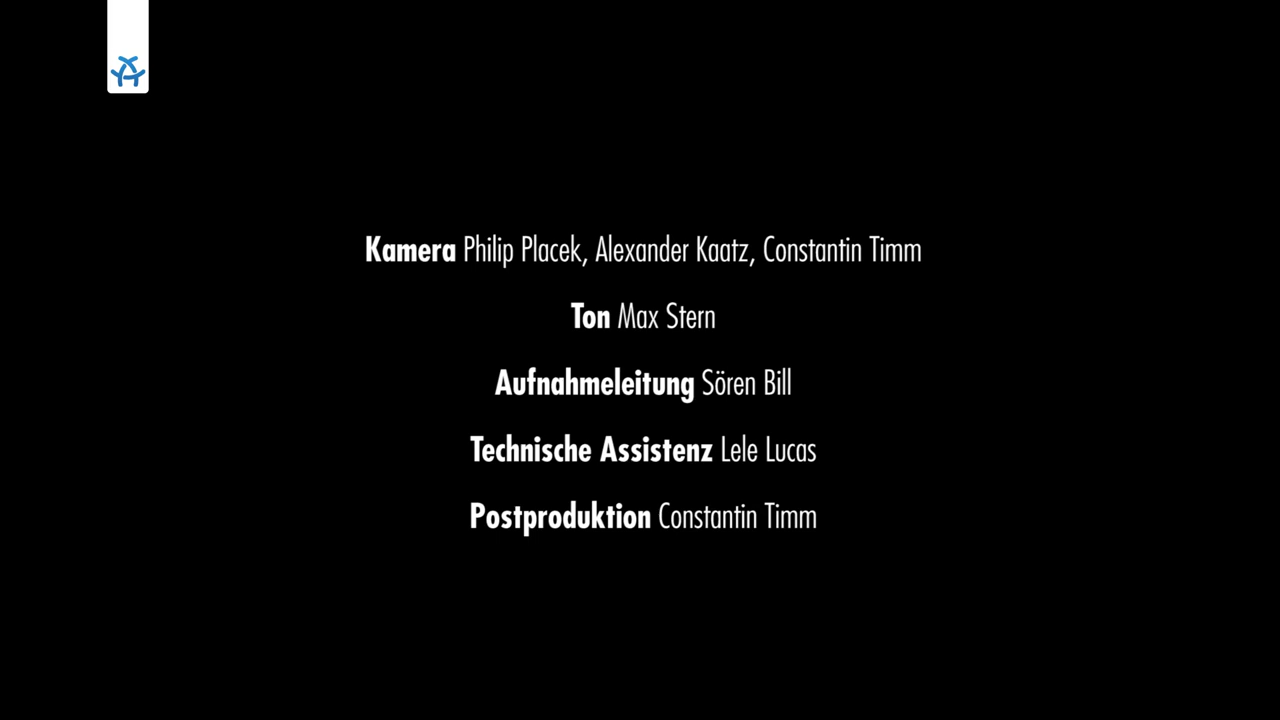 Kamera Philip Placek, Alexander Kaatz, Constantin Timm
Ton Max Stern
Aufnahmeleitung Sören Bill
Technische Assistenz Lele Lucas
Postproduktion Constantin Timm